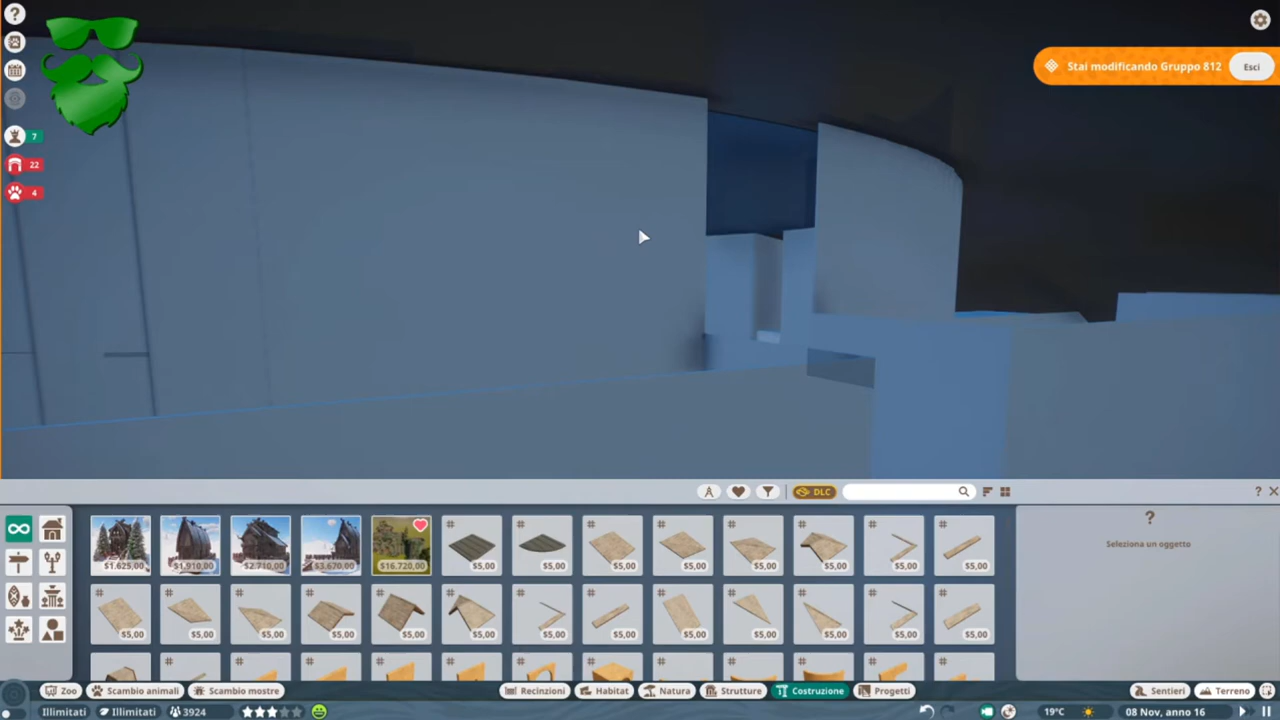 ?
Stai modificando Gruppo 812
Esci
7
22
4
DLC
?
$1.625,00
$1.910,00
$2.710,00
$3.670,00
$16.720,00
# $5,00
# $5,00
# $5,00
# $5,00
# $5,00
# $5,00
# $5,00
# $5,00
?
Seleziona un oggetto
# $5,00
# $5,00
# $5,00
# $5,00
# $5,00
# $5,00
# $5,00
# $5,00
# $5,00
# $5,00
# $5,00
# $5,00
# $5,00
# # # # # # # # # # # # #
Zoo
Scambio animali
Scambio mostre
Recinzioni
Habitat
Natura
Strutture
Costruzione
Progetti
Sentieri
Terreno
Illimitati
Illimitati
3924
19°C
08 Nov, anno 16